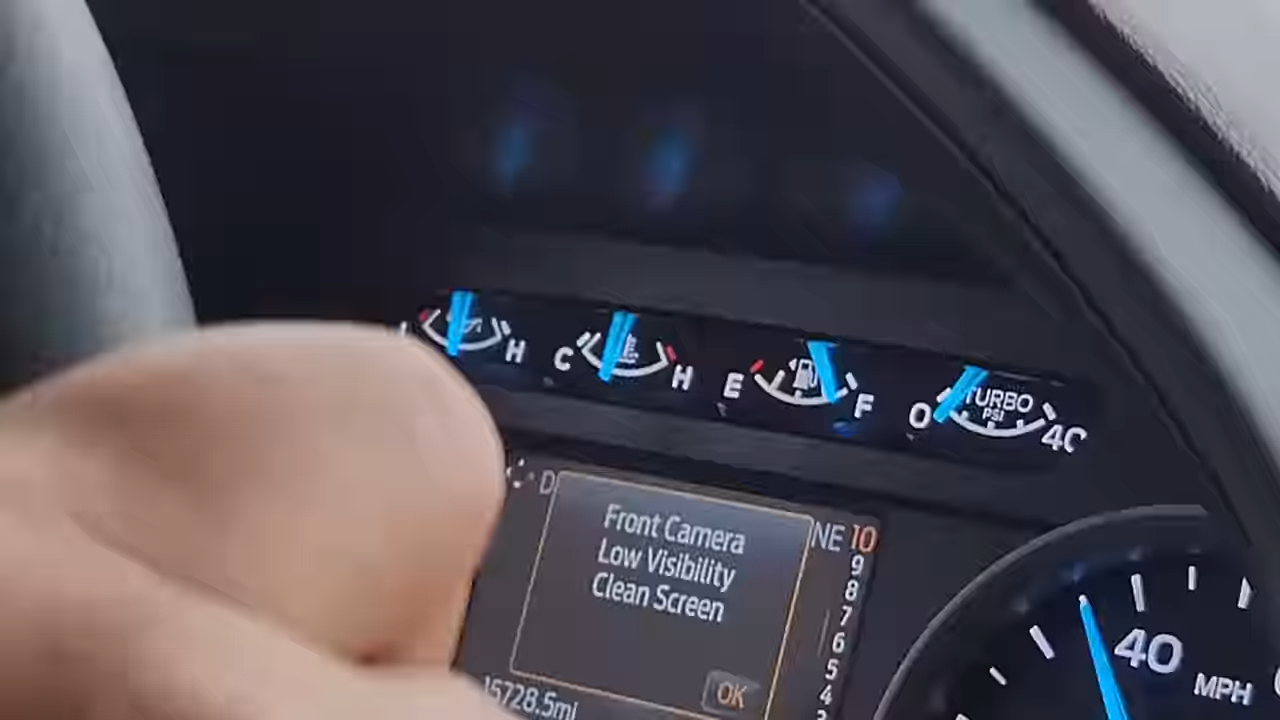 H
C H
E F
TURBO
PSI
0 40
D
NE 10
9
8
7
6
5
4
Front Camera
Low Visibility
Clean Screen
OK
15728.5mi
40
MPH